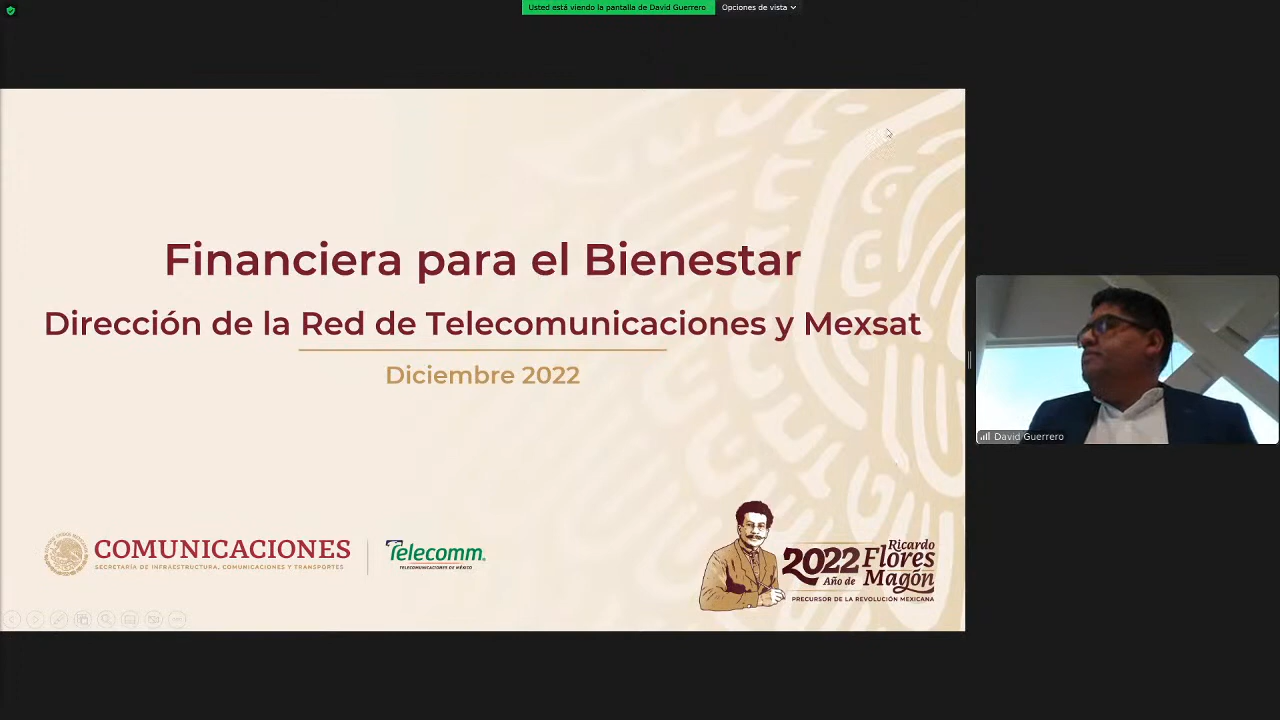 Usted está viendo la pantalla de David Guerrero
Opciones de vista
Financiera para el Bienestar
Dirección de la Red de Telecomunicaciones y Mexsat
Diciembre 2022
COMUNICACIONES
SECRETARÍA DE INFRAESTRUCTURA, COMUNICACIONES Y TRANSPORTES
Telecomm
TELECOMUNICACIONES DE MÉXICO
2022 Ricardo
Flores
Año de Magón
PRECURSOR DE LA REVOLUCIÓN MEXICANA
David Guerrero